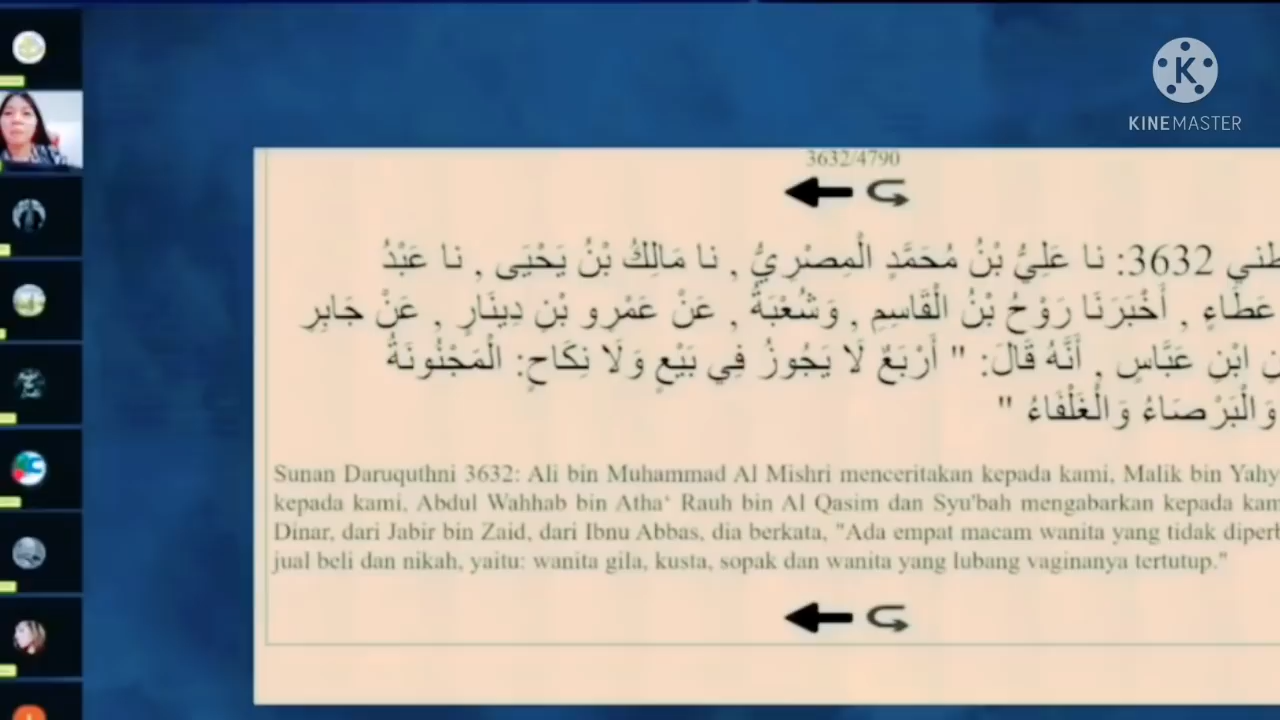 KINEMASTER
3632/4790
طني 3632: نا عَلِيُّ بْنُ مُحَمَّدٍ الْمِصْرِيُّ , نا مَالِكُ بْنُ يَحْيَى , نا عَبْدُ
عَطَاءٍ , أَخْبَرَنَا رَوْحُ بْنُ الْقَاسِمِ , وَشُعْبَةُ , عَنْ عَمْرِو بْنِ دِينَارٍ , عَنْ جَابِرِ
نِ ابْنِ عَبَّاسٍ , أَنَّهُ قَالَ: " أَرْبَعٌ لَا يَجُوزُ فِي بَيْعٍ وَلَا نِكَاحٍ: الْمَجْنُونَةُ
وَالْبَرْصَاءُ وَالْغَلْفَاءُ "
Sunan Daruquthni 3632: Ali bin Muhammad Al Mishri menceritakan kepada kami, Malik bin Yahy
kepada kami, Abdul Wahhab bin Atha‘ Rauh bin Al Qasim dan Syu'bah mengabarkan kepada kam
Dinar, dari Jabir bin Zaid, dari Ibnu Abbas, dia berkata, "Ada empat macam wanita yang tidak dipert
jual beli dan nikah, yaitu: wanita gila, kusta, sopak dan wanita yang lubang vaginanya tertutup."